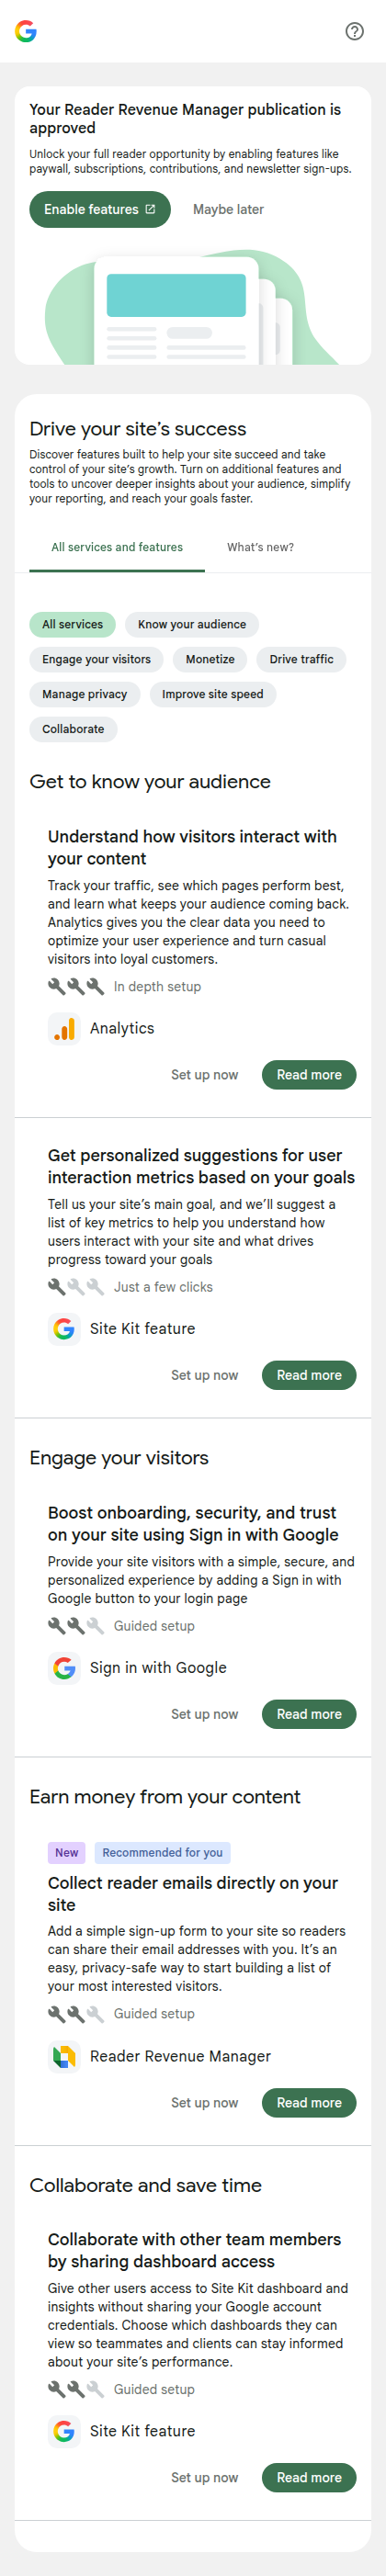 Your Reader Revenue Manager publication is
approved
Unlock your full reader opportunity by enabling features like
paywall, subscriptions, contributions, and newsletter sign-ups.
Enable features
Maybe later
Drive your site’s success
Discover features built to help your site succeed and take
control of your site’s growth. Turn on additional features and
tools to uncover deeper insights about your audience, simplify
your reporting, and reach your goals faster.
All services and features
What’s new?
All services
Know your audience
Engage your visitors
Monetize
Drive traffic
Manage privacy
Improve site speed
Collaborate
Get to know your audience
Understand how visitors interact with
your content
Track your traffic, see which pages perform best,
and learn what keeps your audience coming back.
Analytics gives you the clear data you need to
optimize your user experience and turn casual
visitors into loyal customers.
In depth setup
Analytics
Set up now
Read more
Get personalized suggestions for user
interaction metrics based on your goals
Tell us your site’s main goal, and we’ll suggest a
list of key metrics to help you understand how
users interact with your site and what drives
progress toward your goals
Just a few clicks
Site Kit feature
Set up now
Read more
Engage your visitors
Boost onboarding, security, and trust
on your site using Sign in with Google
Provide your site visitors with a simple, secure, and
personalized experience by adding a Sign in with
Google button to your login page
Guided setup
Sign in with Google
Set up now
Read more
Earn money from your content
New
Recommended for you
Collect reader emails directly on your
site
Add a simple sign-up form to your site so readers
can share their email addresses with you. It’s an
easy, privacy-safe way to start building a list of
your most interested visitors.
Guided setup
Reader Revenue Manager
Set up now
Read more
Collaborate and save time
Collaborate with other team members
by sharing dashboard access
Give other users access to Site Kit dashboard and
insights without sharing your Google account
credentials. Choose which dashboards they can
view so teammates and clients can stay informed
about your site’s performance.
Guided setup
Site Kit feature
Set up now
Read more